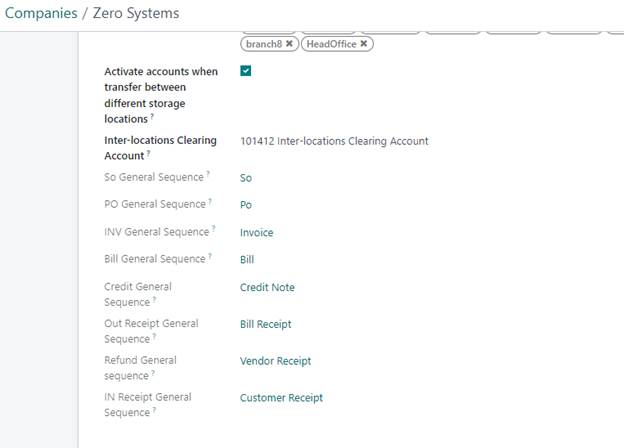 Companies / Zero Systems
branch8 ✖ HeadOffice ✖
Activate accounts when
transfer between
different storage
locations ?
Inter-locations Clearing
Account ?
101412 Inter-locations Clearing Account
So General Sequence ? So
PO General Sequence ? Po
INV General Sequence ? Invoice
Bill General Sequence ? Bill
Credit General
Sequence ?
Credit Note
Out Receipt General
Sequence ?
Bill Receipt
Refund General
sequence ?
Vendor Receipt
IN Receipt General
Sequence ?
Customer Receipt